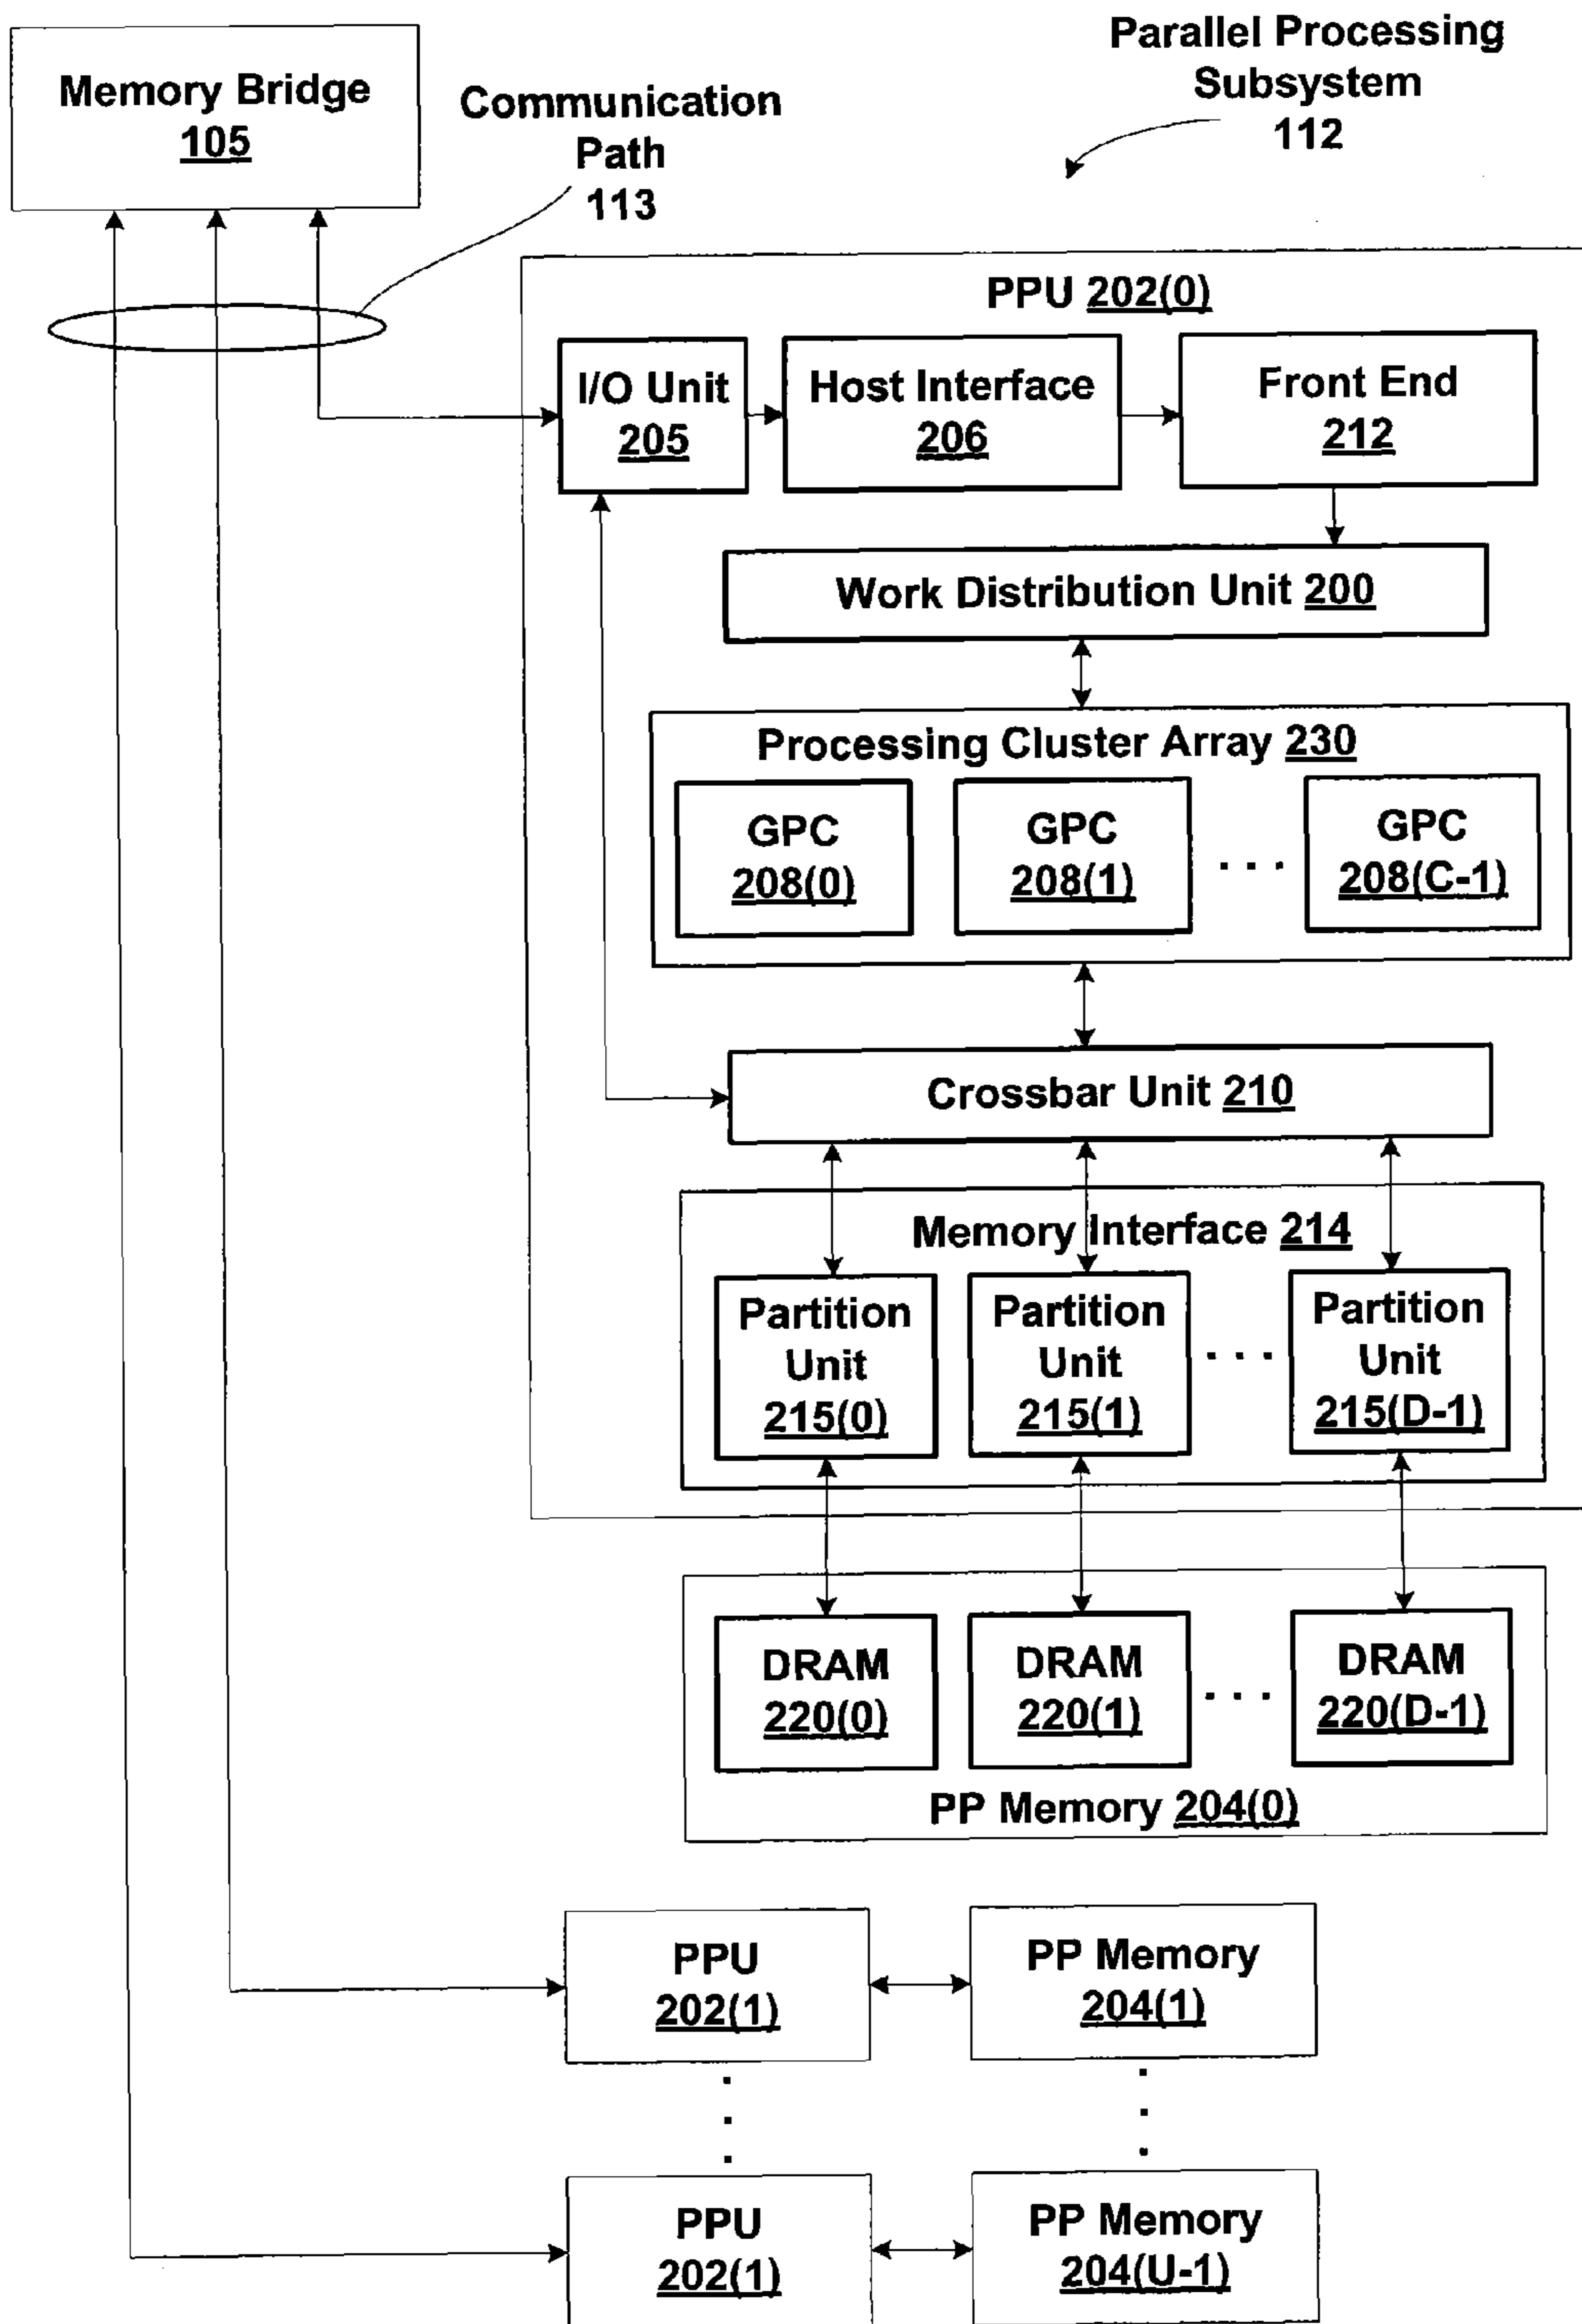 Parallel Processing
Subsystem
112
Memory Bridge
105
Communication
Path
113
PPU 202(0)
I/O Unit
205
Host Interface
206
Front End
212
Work Distribution Unit 200
Processing Cluster Array 230
GPC
208(0)
GPC
208(1)
. . .
GPC
208(C-1)
Crossbar Unit 210
Memory Interface 214
Partition
Unit
215(0)
Partition
Unit
215(1)
. . .
Partition
Unit
215(D-1)
DRAM
220(0)
DRAM
220(1)
. . .
DRAM
220(D-1)
PP Memory 204(0)
PPU
202(1)
PP Memory
204(1)
PPU
202(1)
PP Memory
204(U-1)